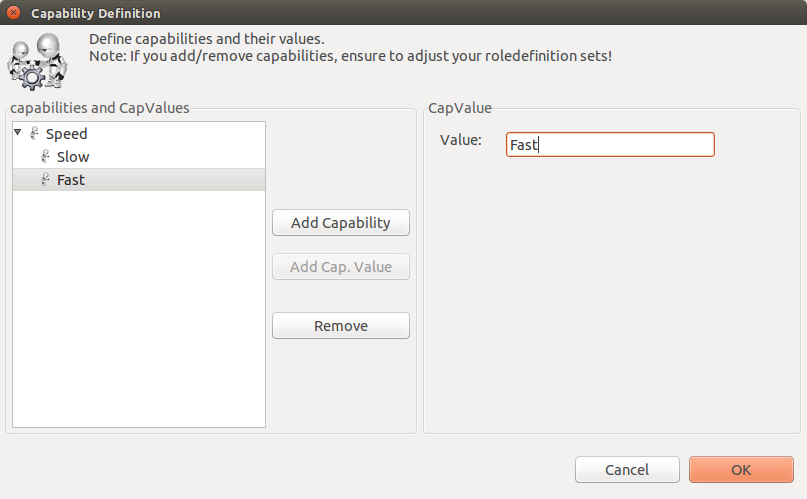 Capability Definition
Define capabilities and their values.
Note: If you add/remove capabilities, ensure to adjust your roledefinition sets!
capabilities and CapValues
Speed
Slow
Fast
Add Capability
Add Cap. Value
Remove
CapValue
Value: Fast
Cancel OK